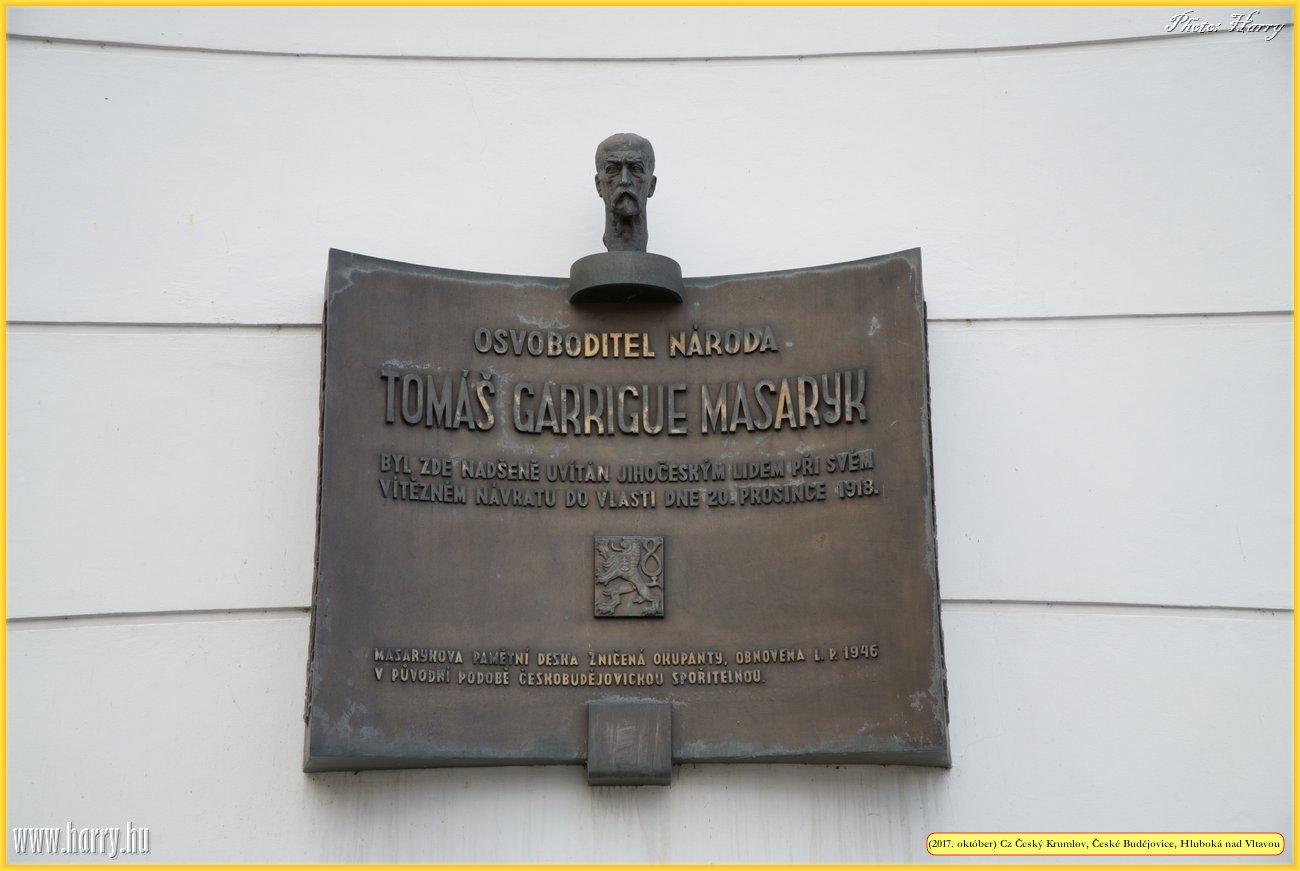 Photo: Harry
OSVOBODITEL NÁRODA
TOMÁŠ GARRIGUE MASARYK
BYL ZDE NADŠENĚ UVÍTÁN JIHOČESKÝM LIDEM PŘI SVÉM
VÍTĚZNÉM NÁVRATU DO VLASTI DNE 20. PROSINCE 1918.
MASARYKOVA PAMĚTNÍ DESKA ZNIČENÁ OKUPANTY, OBNOVENA L. P. 1946
V PŮVODNÍ PODOBĚ ČESKOBUDĚJOVICKOU SPOŘITELNOU.
www.harry.hu
(2017. október) Cz Český Krumlov, České Budějovice, Hluboká nad Vltavou